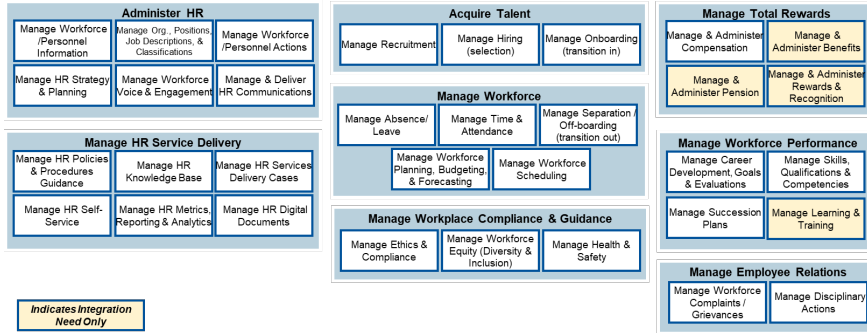 Administer HR
Manage Workforce
/Personnel
Information
Manage Org., Positions,
Job Descriptions, &
Classifications
Manage Workforce
/Personnel Actions
Manage HR Strategy
& Planning
Manage Workforce
Voice & Engagement
Manage & Deliver
HR Communications
Manage HR Service Delivery
Manage HR Policies
& Procedures
Guidance
Manage HR
Knowledge Base
Manage HR Services
Delivery Cases
Manage HR Self-
Service
Manage HR Metrics,
Reporting & Analytics
Manage HR Digital
Documents
Indicates Integration
Need Only
Acquire Talent
Manage Recruitment
Manage Hiring
(selection)
Manage Onboarding
(transition in)
Manage Workforce
Manage Absence/
Leave
Manage Time &
Attendance
Manage Separation /
Off-boarding
(transition out)
Manage Workforce
Planning, Budgeting,
& Forecasting
Manage Workforce
Scheduling
Manage Workplace Compliance & Guidance
Manage Ethics &
Compliance
Manage Workforce
Equity (Diversity &
Inclusion)
Manage Health &
Safety
Manage Total Rewards
Manage & Administer
Compensation
Manage &
Administer Benefits
Manage &
Administer Pension
Manage & Administer
Rewards &
Recognition
Manage Workforce Performance
Manage Career
Development, Goals
& Evaluations
Manage Skills,
Qualifications &
Competencies
Manage Succession
Plans
Manage Learning &
Training
Manage Employee Relations
Manage Workforce
Complaints /
Grievances
Manage Disciplinary
Actions